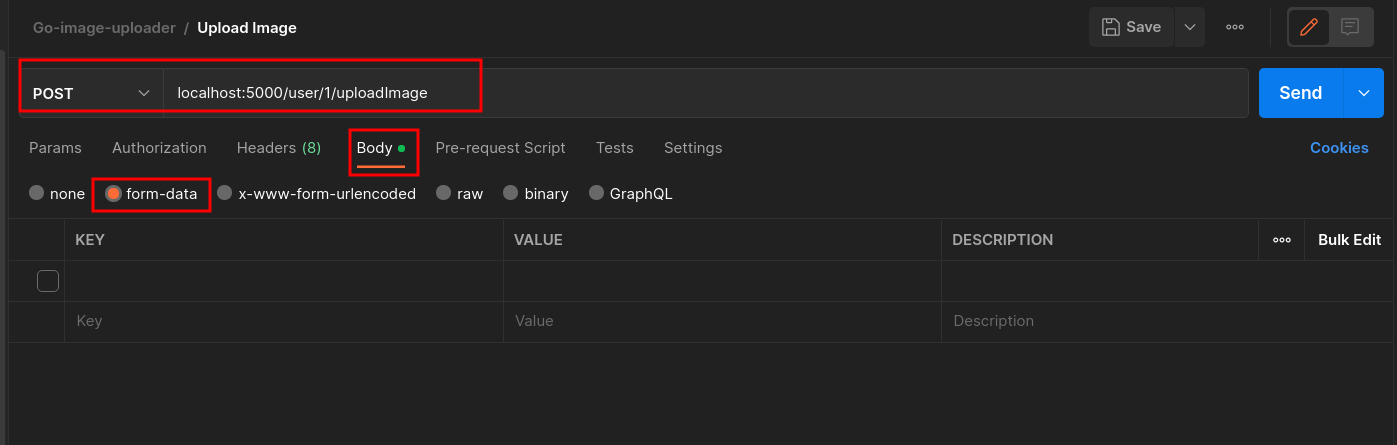 Go-image-uploader / Upload Image Save
POST localhost:5000/user/1/uploadImage Send
Params Authorization Headers (8) Body Pre-request Script Tests Settings Cookies
none form-data x-www-form-urlencoded raw binary GraphQL
KEY VALUE DESCRIPTION Bulk Edit
Key Value Description